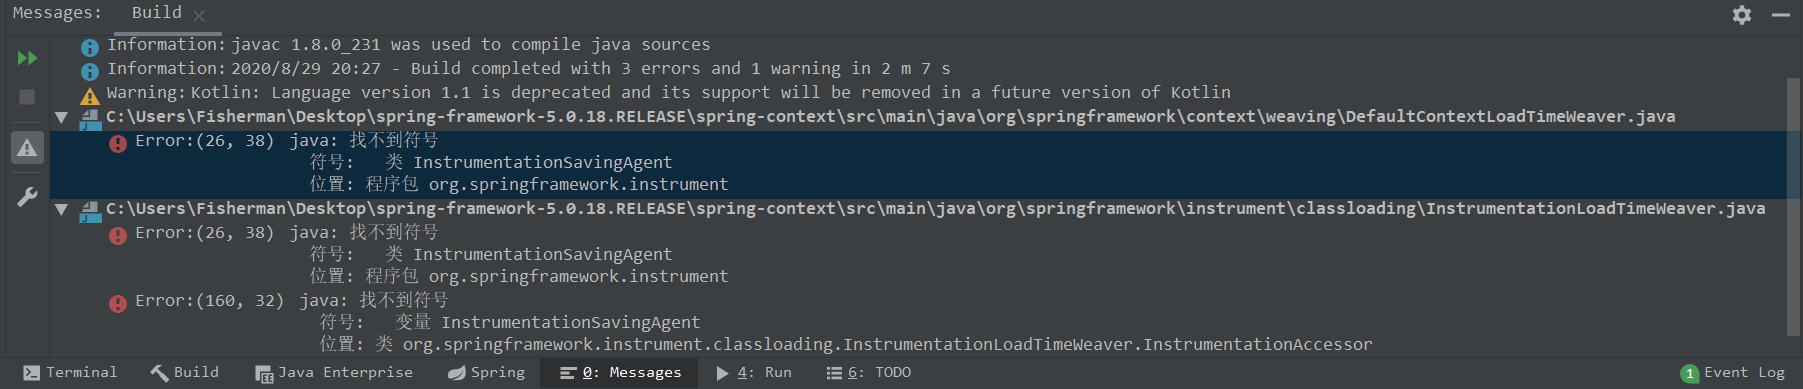 Messages: Build
Information: javac 1.8.0_231 was used to compile java sources
Information: 2020/8/29 20:27 - Build completed with 3 errors and 1 warning in 2 m 7 s
Warning: Kotlin: Language version 1.1 is deprecated and its support will be removed in a future version of Kotlin
C:\Users\Fisherman\Desktop\spring-framework-5.0.18.RELEASE\spring-context\src\main\java\org\springframework\context\weaving\DefaultContextLoadTimeWeaver.java
Error:(26, 38) java: 找不到符号
符号: 类 InstrumentationSavingAgent
位置: 程序包 org.springframework.instrument
C:\Users\Fisherman\Desktop\spring-framework-5.0.18.RELEASE\spring-context\src\main\java\org\springframework\instrument\classloading\InstrumentationLoadTimeWeaver.java
Error:(26, 38) java: 找不到符号
符号: 类 InstrumentationSavingAgent
位置: 程序包 org.springframework.instrument
Error:(160, 32) java: 找不到符号
符号: 变量 InstrumentationSavingAgent
位置: 类 org.springframework.instrument.classloading.InstrumentationLoadTimeWeaver.InstrumentationAccessor
Terminal Build Java Enterprise Spring 0: Messages 4: Run 6: TODO 1 Event Log